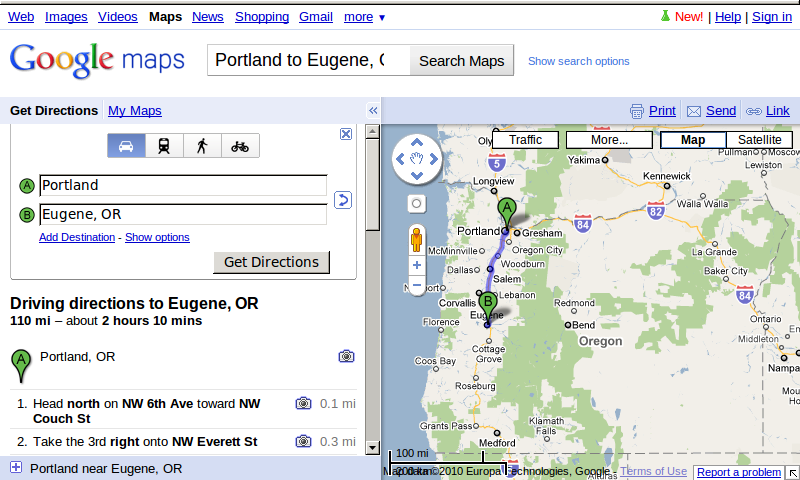 Web Images Videos Maps News Shopping Gmail more ▼
New! | Help | Sign in
Google maps
Portland to Eugene, O
Search Maps
Show search options
Get Directions My Maps
«
Print Send Link
A Portland
B Eugene, OR
Add Destination - Show options
Get Directions
Driving directions to Eugene, OR
110 mi – about 2 hours 10 mins
A Portland, OR
1. Head north on NW 6th Ave toward NW Couch St 0.1 mi
2. Take the 3rd right onto NW Everett St 0.3 mi
Portland near Eugene, OR
Traffic More... Map Satellite
Oly
5
Yakima
Pullman
Moscow
Lewiston
Longview
Kennewick
Walla Walla
A
82
84
Portland
Gresham
Oregon City
McMinnville
Woodburn
La Grande
Dallas
Salem
Baker City
Newport
Lebanon
84
Corvallis
B
Redmond
Eugene
Florence
Bend
Ontario
Oregon
Middleton
Cottage Grove
Coos Bay
Nampa
Roseburg
Grants Pass
Klamath Falls
Medford
100 mi
200 km
Map data ©2010 Europa Technologies, Google - Terms of Use
Report a problem
Alturas